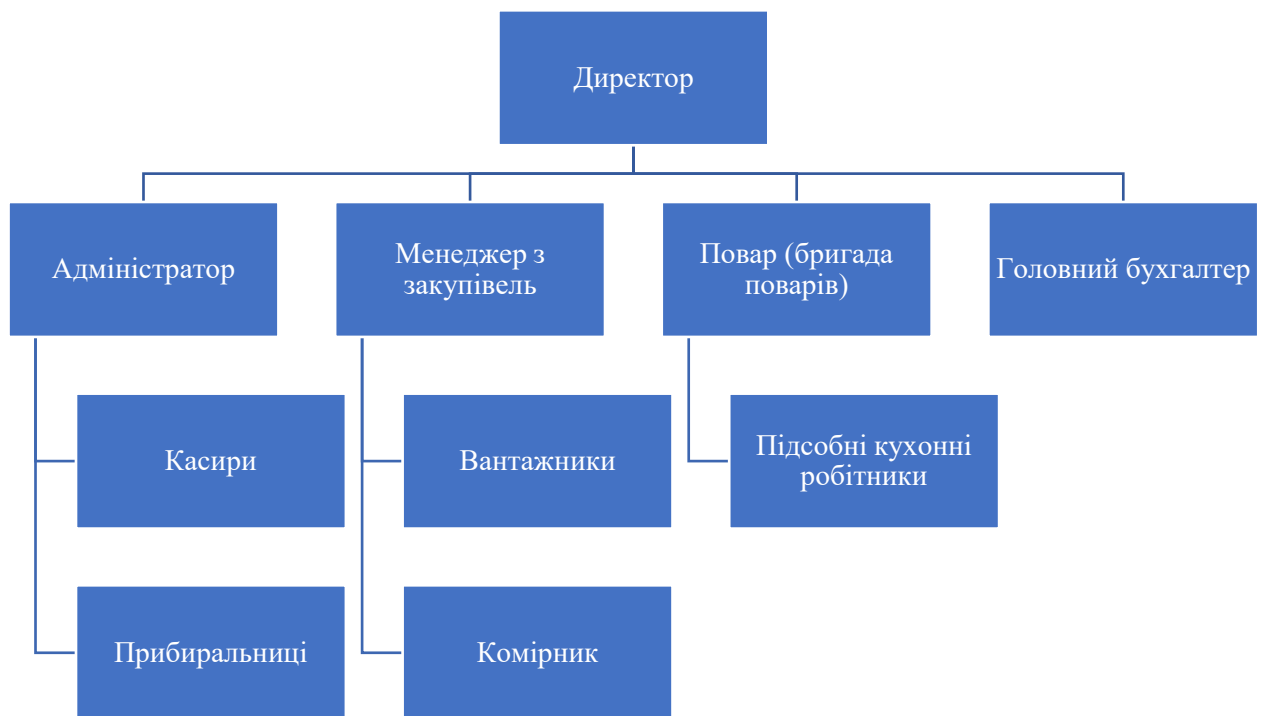 Директор
Адміністратор
Менеджер з
закупівель
Повар (бригада
поварів)
Головний бухгалтер
Касири
Вантажники
Підсобні кухонні
робітники
Прибиральниці
Комірник